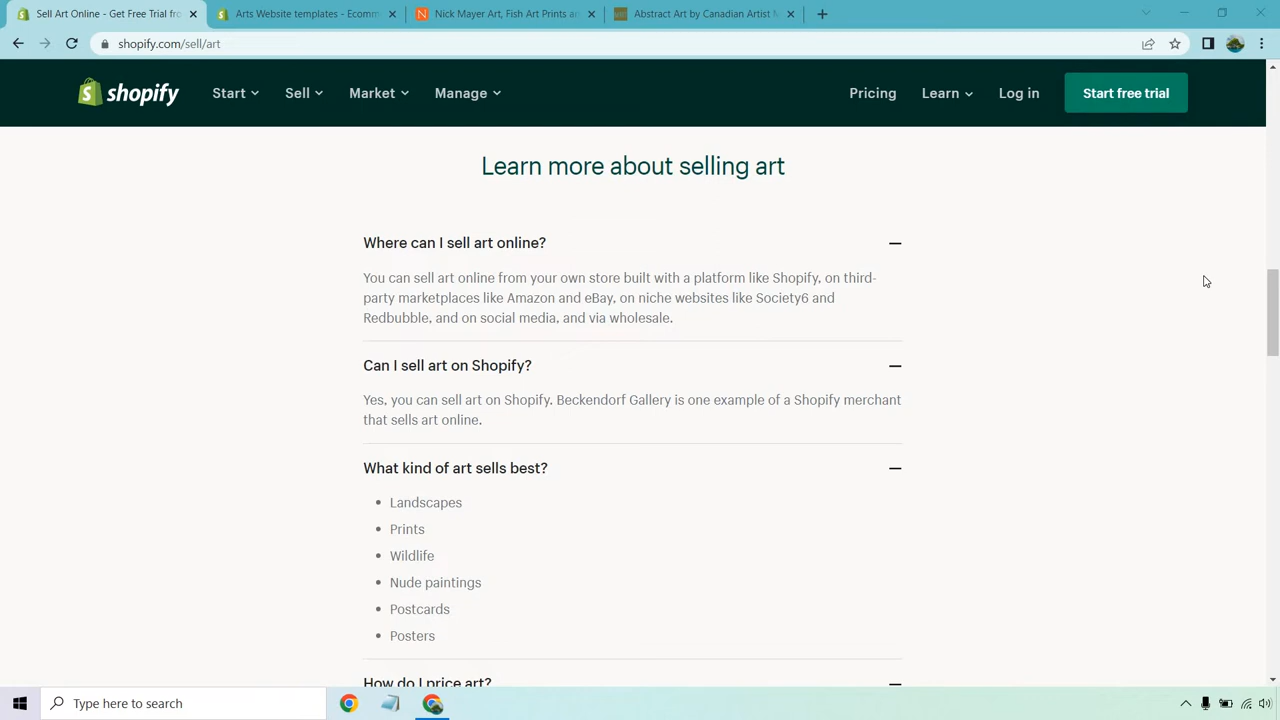 Sell Art Online - Get Free Trial fro
Arts Website templates - Ecomm
Nick Mayer Art, Fish Art Prints an
Abstract Art by Canadian Artist M
shopify.com/sell/art
shopify
Start
Sell
Market
Manage
Pricing
Learn
Log in
Start free trial
Learn more about selling art
Where can I sell art online?
You can sell art online from your own store built with a platform like Shopify, on third-
party marketplaces like Amazon and eBay, on niche websites like Society6 and
Redbubble, and on social media, and via wholesale.
Can I sell art on Shopify?
Yes, you can sell art on Shopify. Beckendorf Gallery is one example of a Shopify merchant
that sells art online.
What kind of art sells best?
• Landscapes
• Prints
• Wildlife
• Nude paintings
• Postcards
• Posters
How do I price art?
Type here to search